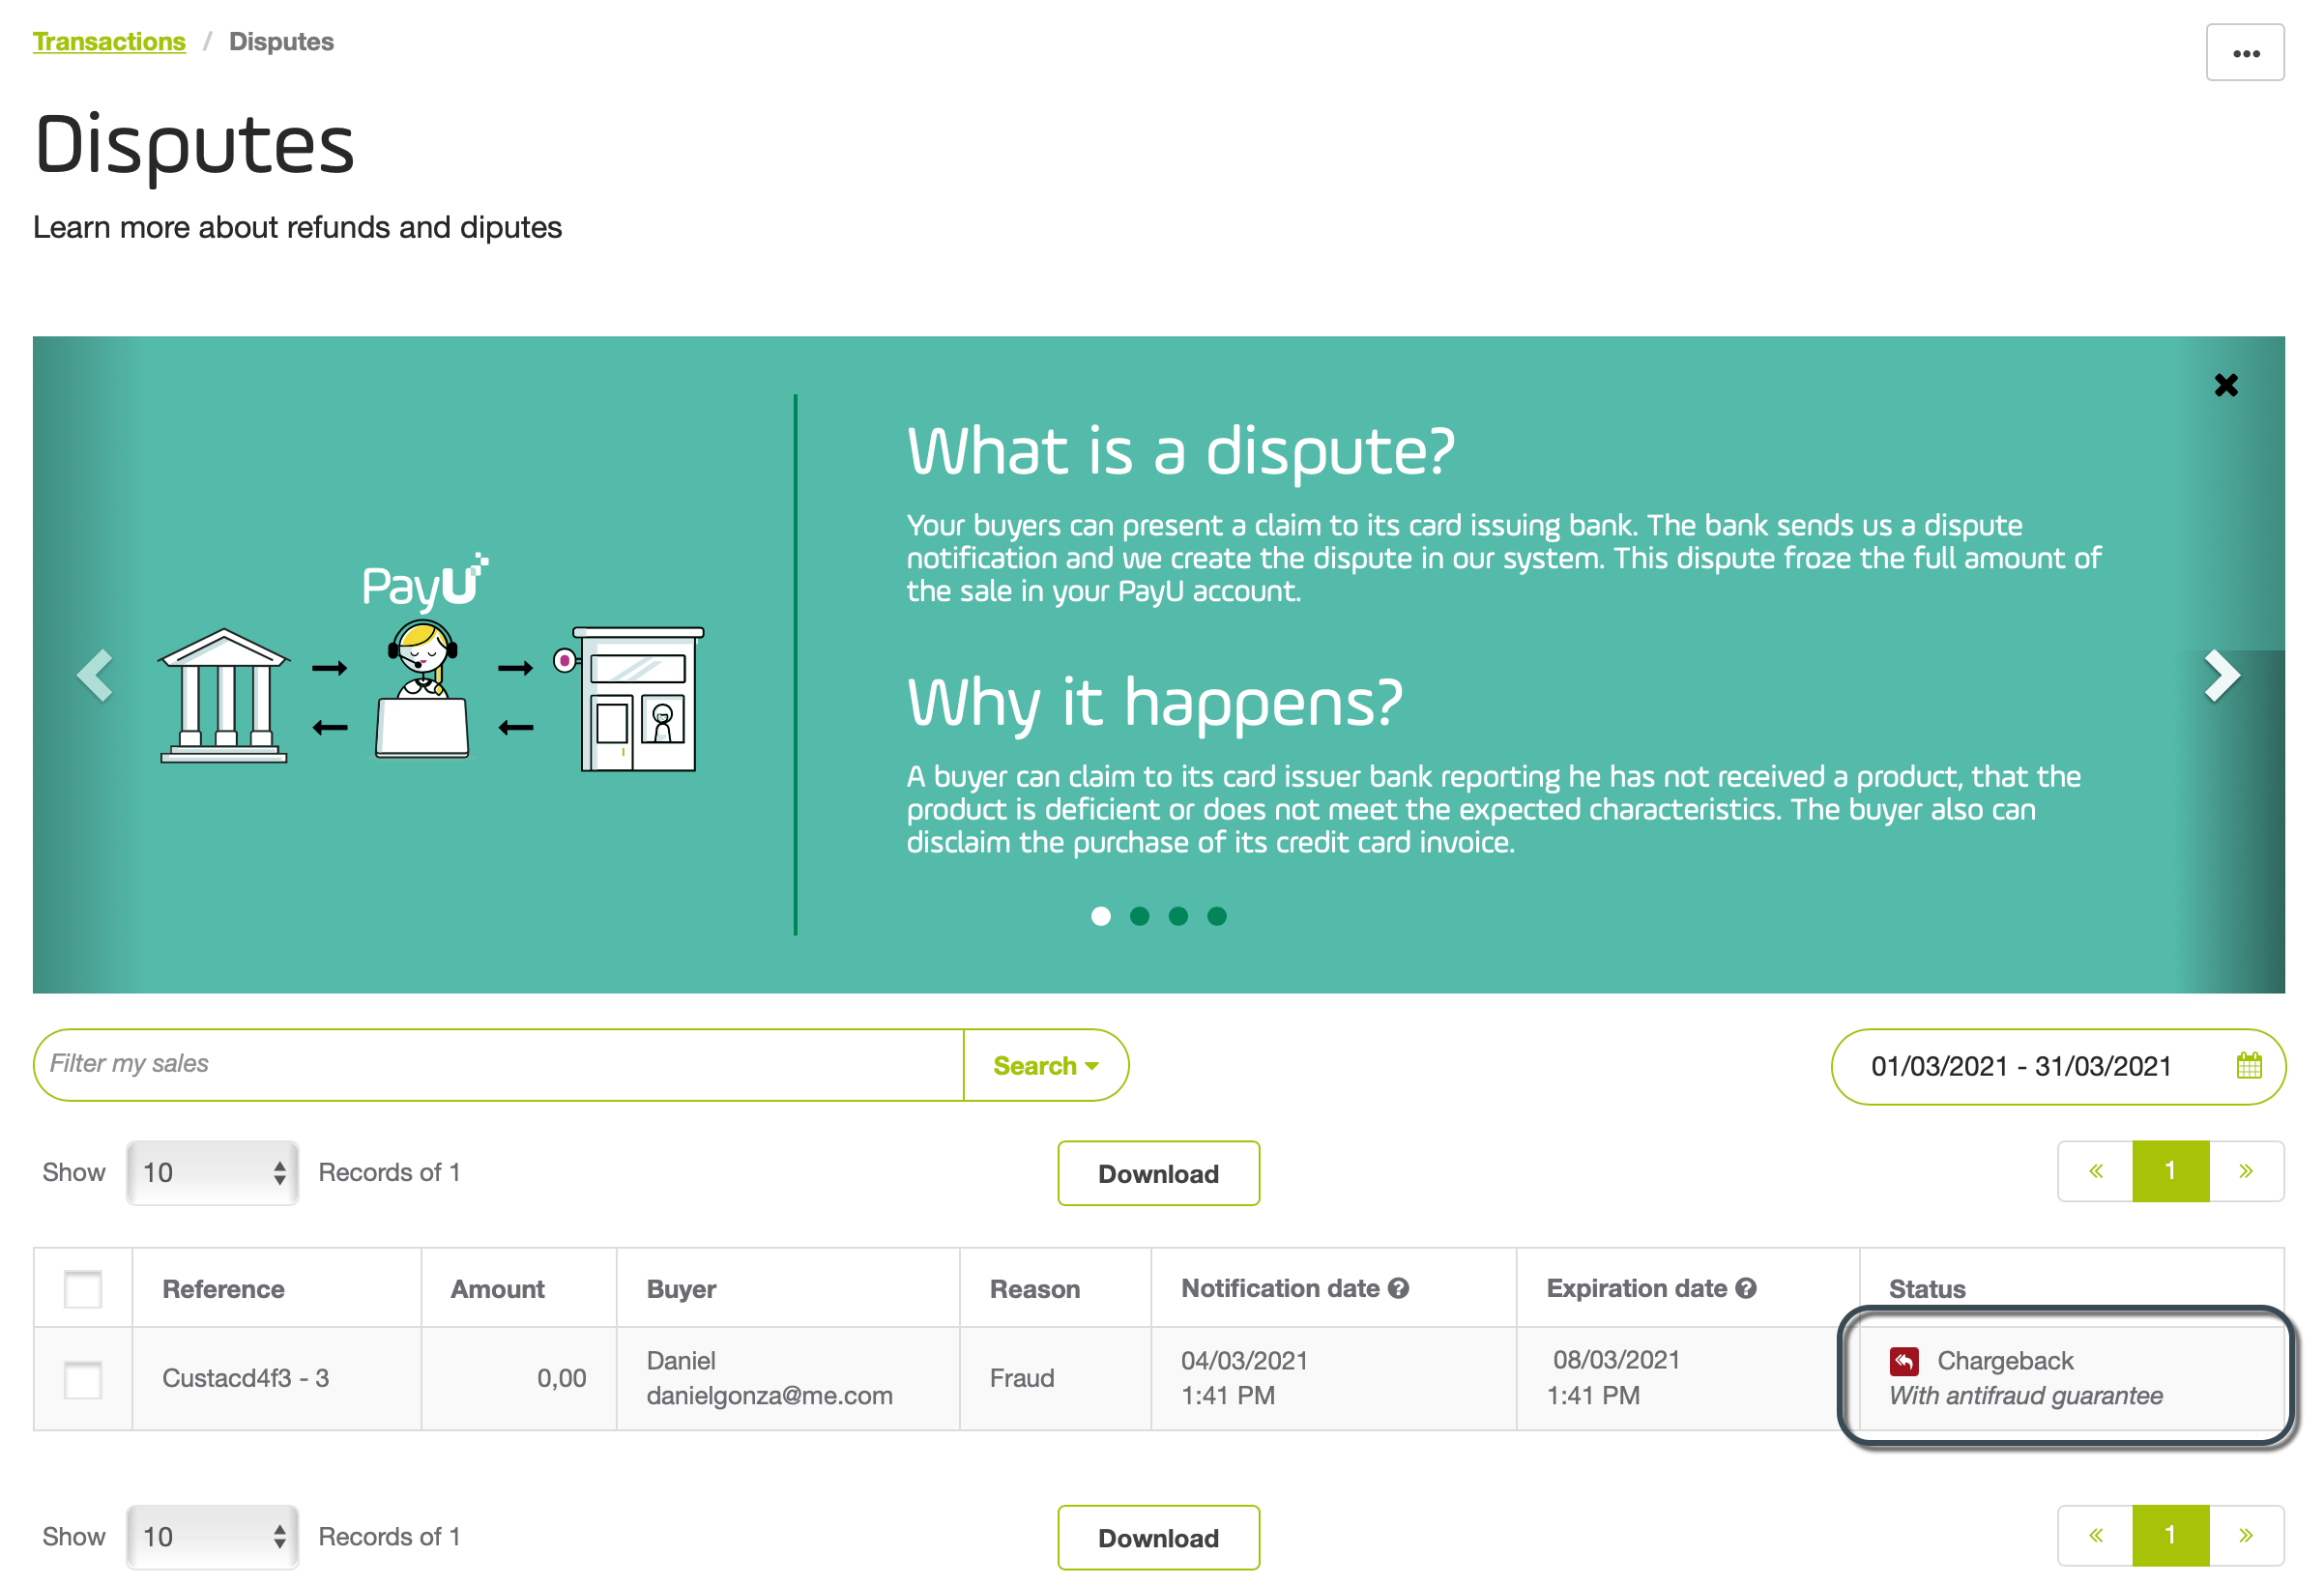 Transactions / Disputes
Disputes
Learn more about refunds and diputes
What is a dispute?
Your buyers can present a claim to its card issuing bank. The bank sends us a dispute
notification and we create the dispute in our system. This dispute froze the full amount of
the sale in your PayU account.
PayU
Why it happens?
A buyer can claim to its card issuer bank reporting he has not received a product, that the
product is deficient or does not meet the expected characteristics. The buyer also can
disclaim the purchase of its credit card invoice.
Filter my sales
Search
01/03/2021 - 31/03/2021
Show 10 Records of 1
Download
« 1 »
Reference Amount Buyer Reason Notification date Expiration date Status
Custacd4f3 - 3 0,00 Daniel Fraud 04/03/2021 08/03/2021 Chargeback
danielgonza@me.com 1:41 PM 1:41 PM With antifraud guarantee
Show 10 Records of 1
Download
« 1 »